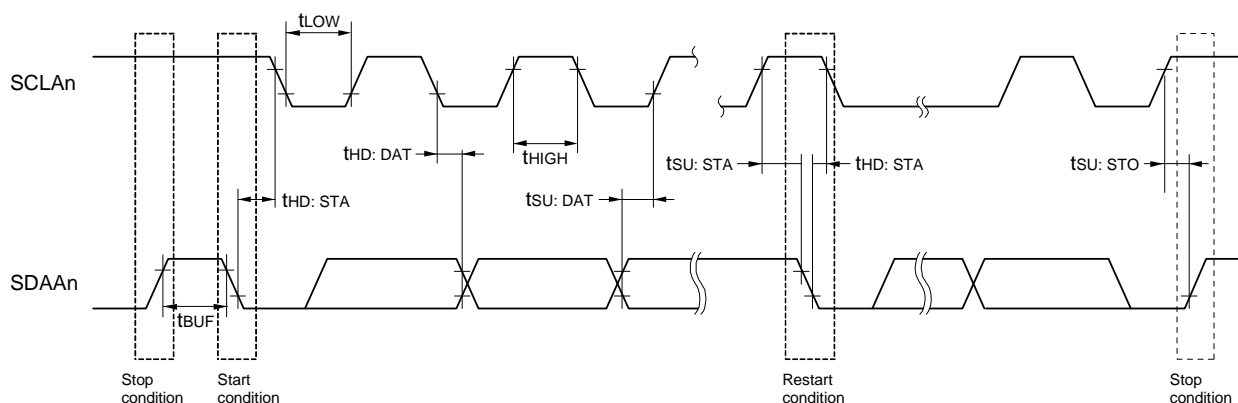 tLOW
SCLAn
tHD: DAT
tHIGH
tSU: STA
tHD: STA
tSU: STO
tHD: STA
tSU: DAT
SDAAn
tBUF
Stop
condition
Start
condition
Restart
condition
Stop
condition